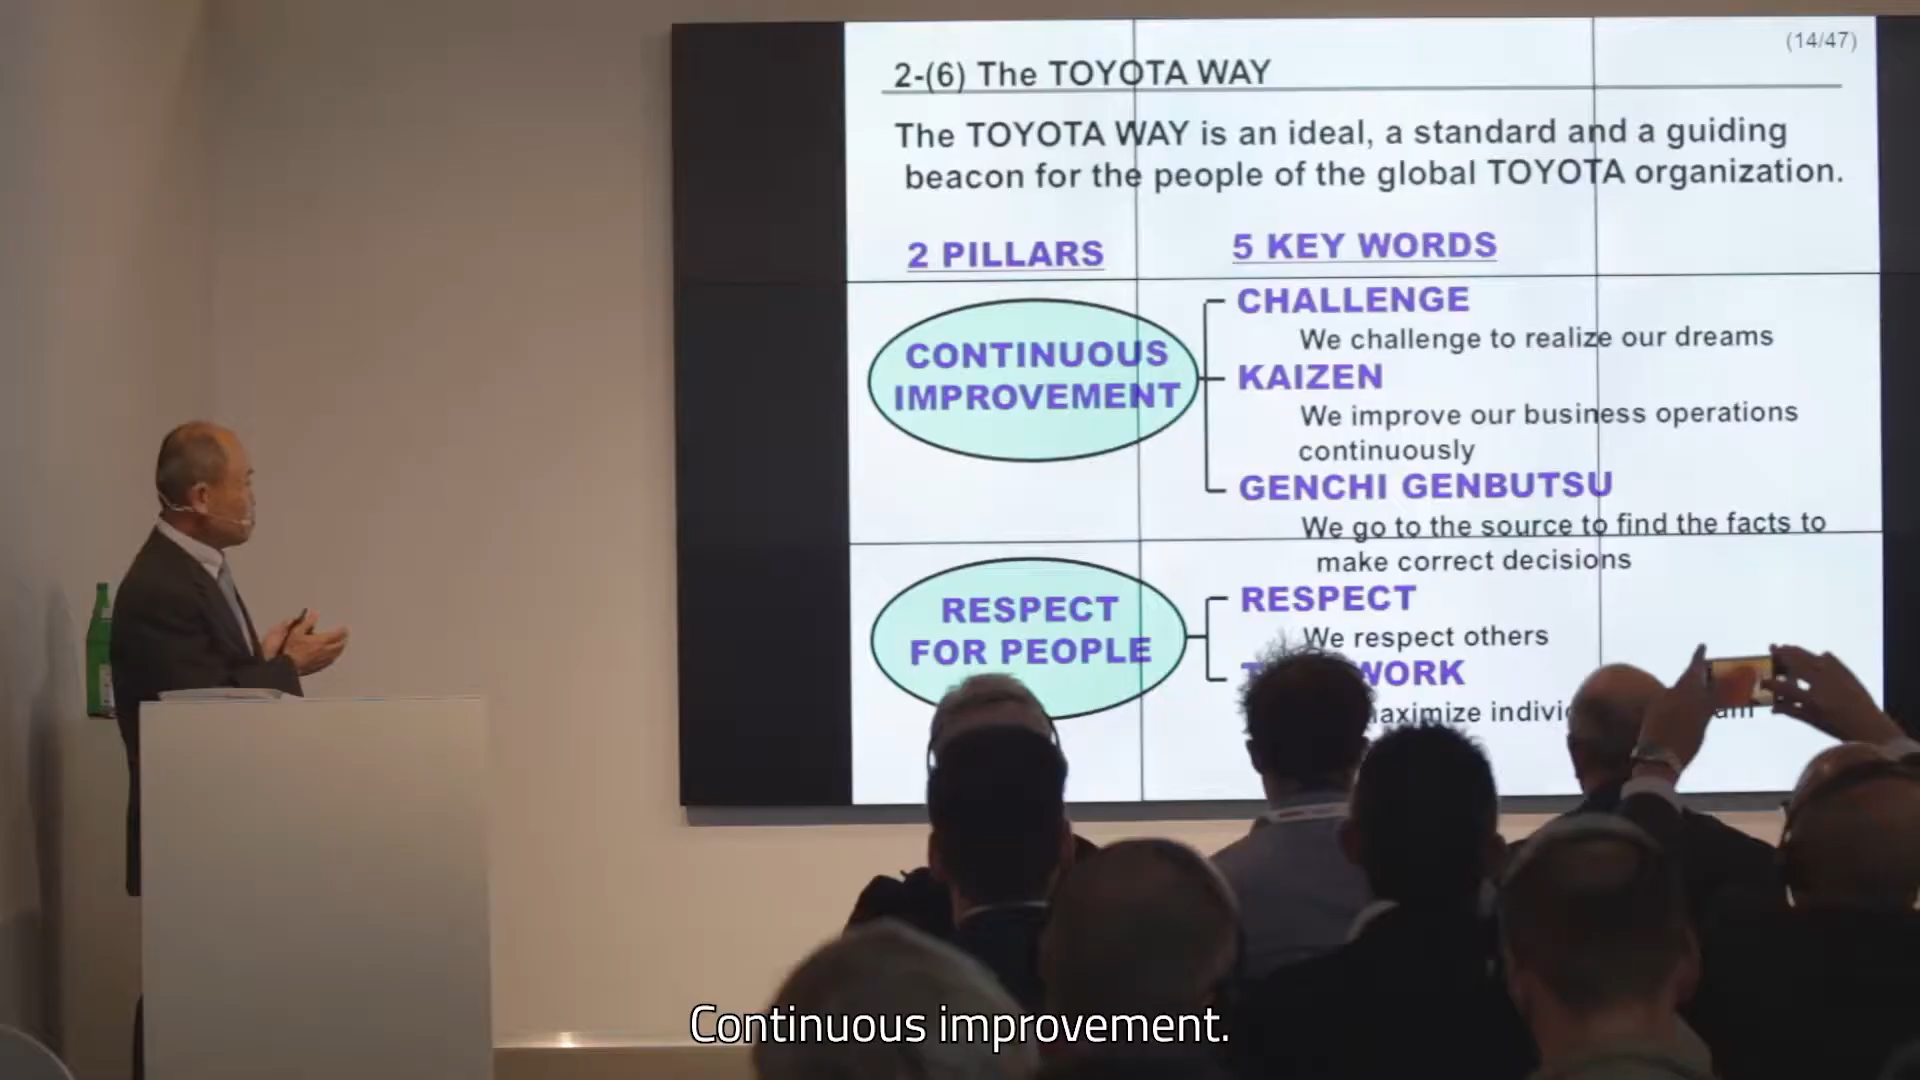 (14/47)
2-(6) The TOYOTA WAY
The TOYOTA WAY is an ideal, a standard and a guiding
beacon for the people of the global TOYOTA organization.
2 PILLARS
5 KEY WORDS
CONTINUOUS
IMPROVEMENT
CHALLENGE
We challenge to realize our dreams
KAIZEN
We improve our business operations
continuously
GENCHI GENBUTSU
We go to the source to find the facts to
make correct decisions
RESPECT
FOR PEOPLE
RESPECT
We respect others
WORK
Continuous improvement.